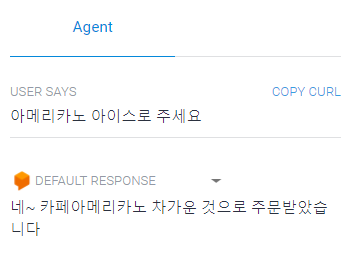 Agent
USER SAYS COPY CURL
아메리카노 아이스로 주세요
DEFAULT RESPONSE
네~ 카페아메리카노 차가운 것으로 주문받았습
니다